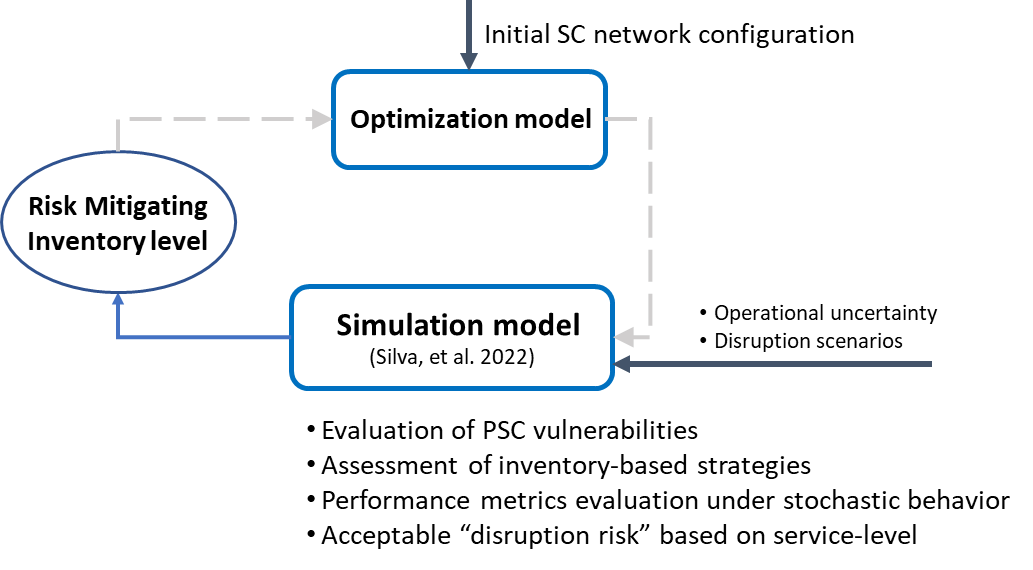 Initial SC network configuration
Optimization model
Risk Mitigating
Inventory level
Simulation model
(Silva, et al. 2022)
• Operational uncertainty
• Disruption scenarios
• Evaluation of PSC vulnerabilities
• Assessment of inventory-based strategies
• Performance metrics evaluation under stochastic behavior
• Acceptable “disruption risk” based on service-level